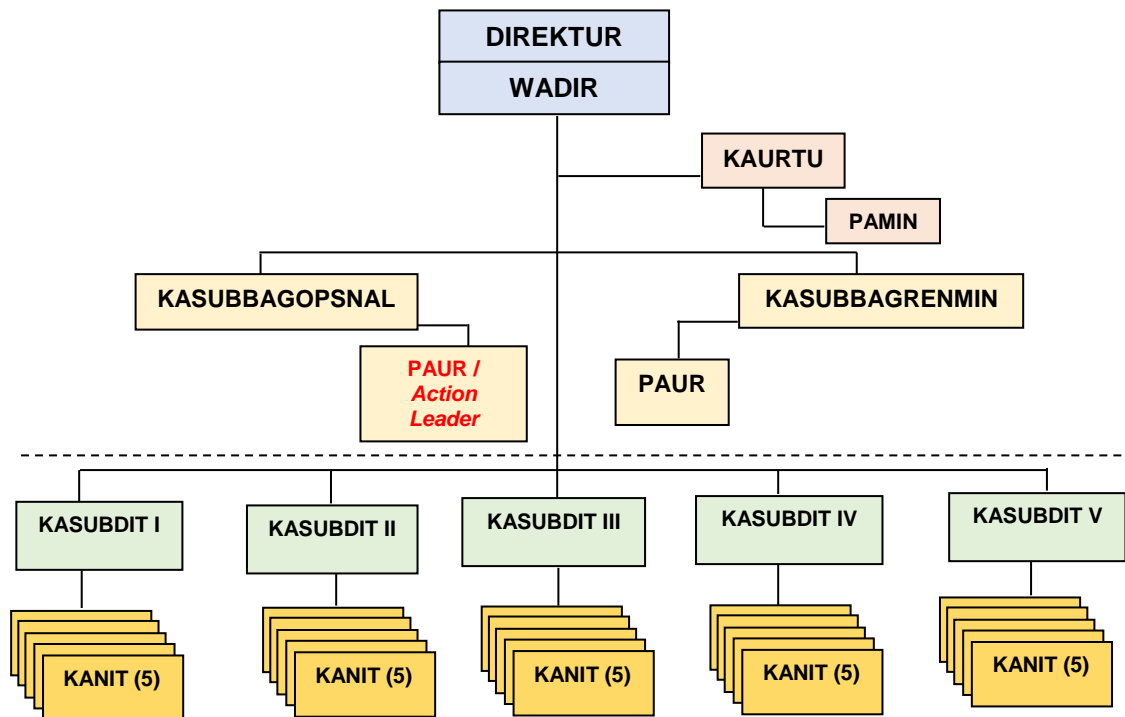 DIREKTUR
WADIR
KAURTU
PAMIN
KASUBBAGOPSNAL
KASUBBAGRENMIN
PAUR /
Action
Leader
PAUR
KASUBDIT I
KASUBDIT II
KASUBDIT III
KASUBDIT IV
KASUBDIT V
KANIT (5)
KANIT (5)
KANIT (5)
KANIT (5)
KANIT (5)